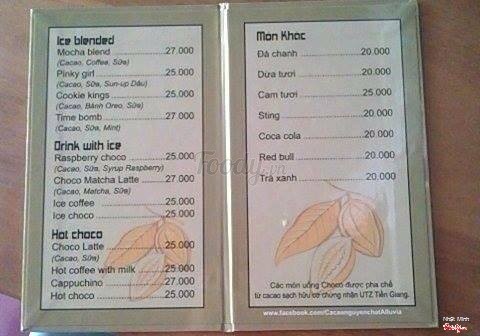 Ice blended
Mocha blend ........ 27.000
(Cacao, Coffee, Sữa)
Pinky girl ........ 25.000
(Cacao, Sữa, Sun-up Dâu)
Cookie kings ........ 25.000
(Cacao, Bánh Oreo, Sữa)
Time bomb ........ 27.000
(Cacao, Sữa, Mint)
Drink with ice
Raspberry choco ........ 25.000
(Cacao, Sữa, Syrup Raspberry)
Choco Matcha Latte ........ 27.000
(Cacao, Matcha, Sữa)
Ice coffee ........ 25.000
Ice choco ........ 25.000
Hot choco
Choco Latte ........ 25.000
(Cacao, Sữa)
Hot coffee with milk ........ 25.000
Cappuchino ........ 27.000
Hot choco ........ 25.000
Mon Khac
Đá chanh ........ 20.000
Dừa tươi ........ 20.000
Cam tươi ........ 25.000
Sting ........ 20.000
Coca cola ........ 20.000
Red bull ........ 20.000
Trà xanh ........ 20.000
Các món uống Choco được pha chế
từ cacao sạch hữu cơ chứng nhận UTZ Tiền Giang.
www.facebook.com/CacaonguyenchatAlluvia
Foody.vn
Nhật Minh